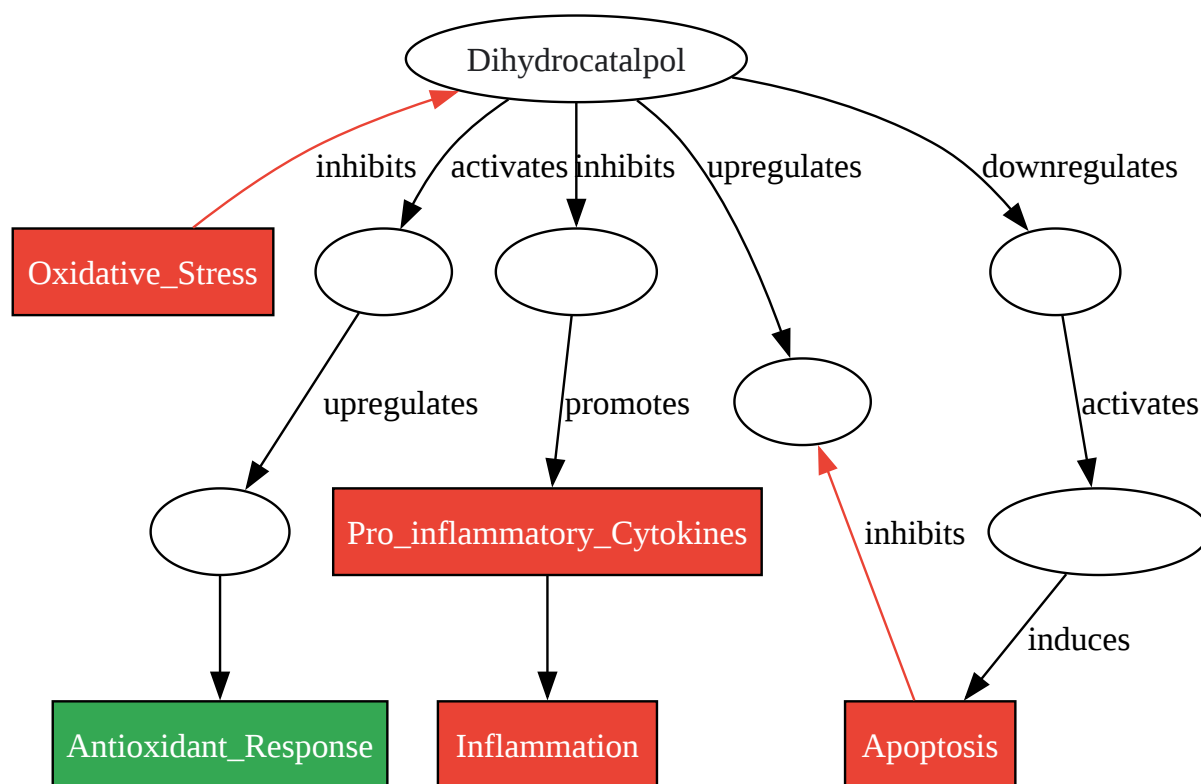 Dihydrocatalpol
inhibits
activates
inhibits
upregulates
downregulates
Oxidative_Stress
upregulates
promotes
activates
Pro_inflammatory_Cytokines
inhibits
induces
Antioxidant_Response
Inflammation
Apoptosis